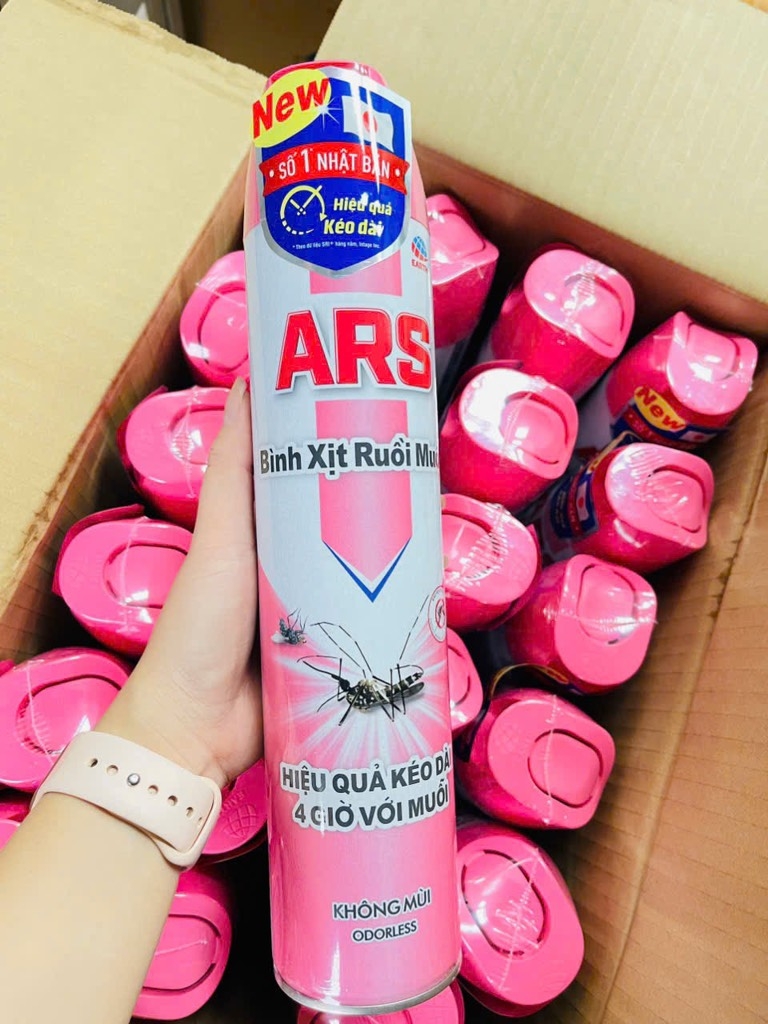 New
SỐ 1 NHẬT BẢN
Hiệu quả
Kéo dài
ARS
Bình Xịt Ruồi
HIỆU QUẢ KÉO DÀI
4 GIỜ VỚI MUỖI
KHÔNG MÙI
ODORLESS
New